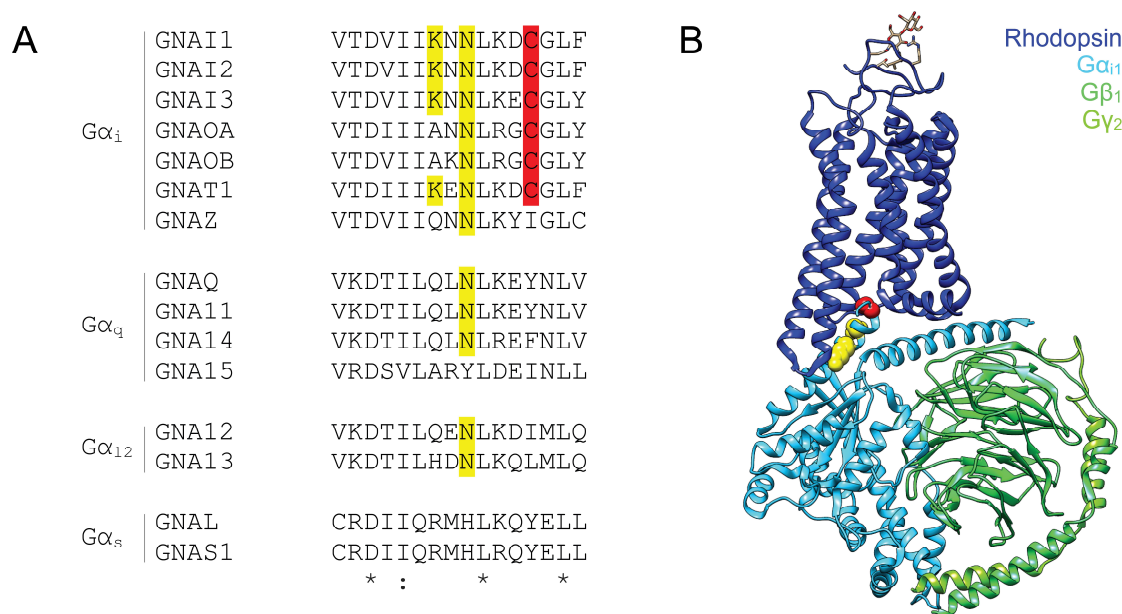 A
Gαi
GNAI1 VTDVIIKNNLKDCGLF
GNAI2 VTDVIIKNNLKDCGLF
GNAI3 VTDVIIKNNLKECGLY
GNAOA VTDIIIANNLRGCGLY
GNAOB VTDIIIAKNLRGCGLY
GNAT1 VTDIIIKENLKDCGLF
GNAZ VTDVIIQNNLKYIGLC
Gαq
GNAQ VKDTILQLNLKEYNLV
GNA11 VKDTILQLNLKEYNLV
GNA14 VKDTILQLNLREFNLV
GNA15 VRDSVLARYLDEINLL
Gα12
GNA12 VKDTILQENLKDIMLQ
GNA13 VKDTILHDNLKQLMLQ
Gαs
GNAL CRDIIQRMHLKQYELL
GNAS1 CRDIIQRMHLRQYELL
* : * *
B
Rhodopsin
Gαi1
Gβ1
Gγ2